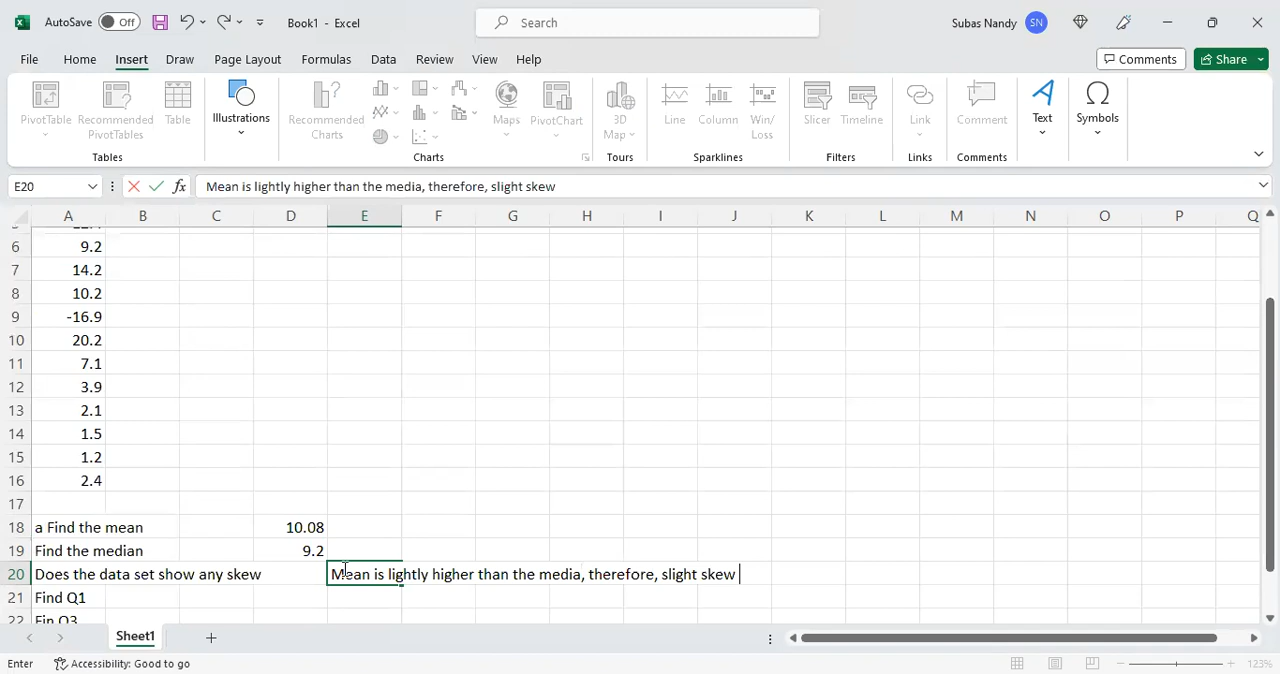 AutoSave Off Book1 - Excel Search Subas Nandy SN
File Home Insert Draw Page Layout Formulas Data Review View Help Comments Share
PivotTable Recommended PivotTables Table Illustrations Recommended Charts Maps PivotChart 3D Map Line Column Win/Loss Slicer Timeline Link Comment Text Symbols
Tables Charts Tours Sparklines Filters Links Comments
E20 fx Mean is lightly higher than the media, therefore, slight skew
A B C D E F G H I J K L M N O P Q
6 9.2
7 14.2
8 10.2
9 -16.9
10 20.2
11 7.1
12 3.9
13 2.1
14 1.5
15 1.2
16 2.4
17
18 a Find the mean 10.08
19 Find the median 9.2
20 Does the data set show any skew Mean is lightly higher than the media, therefore, slight skew
21 Find Q1
22 Fin Q3
Sheet1
Enter Accessibility: Good to go 123%